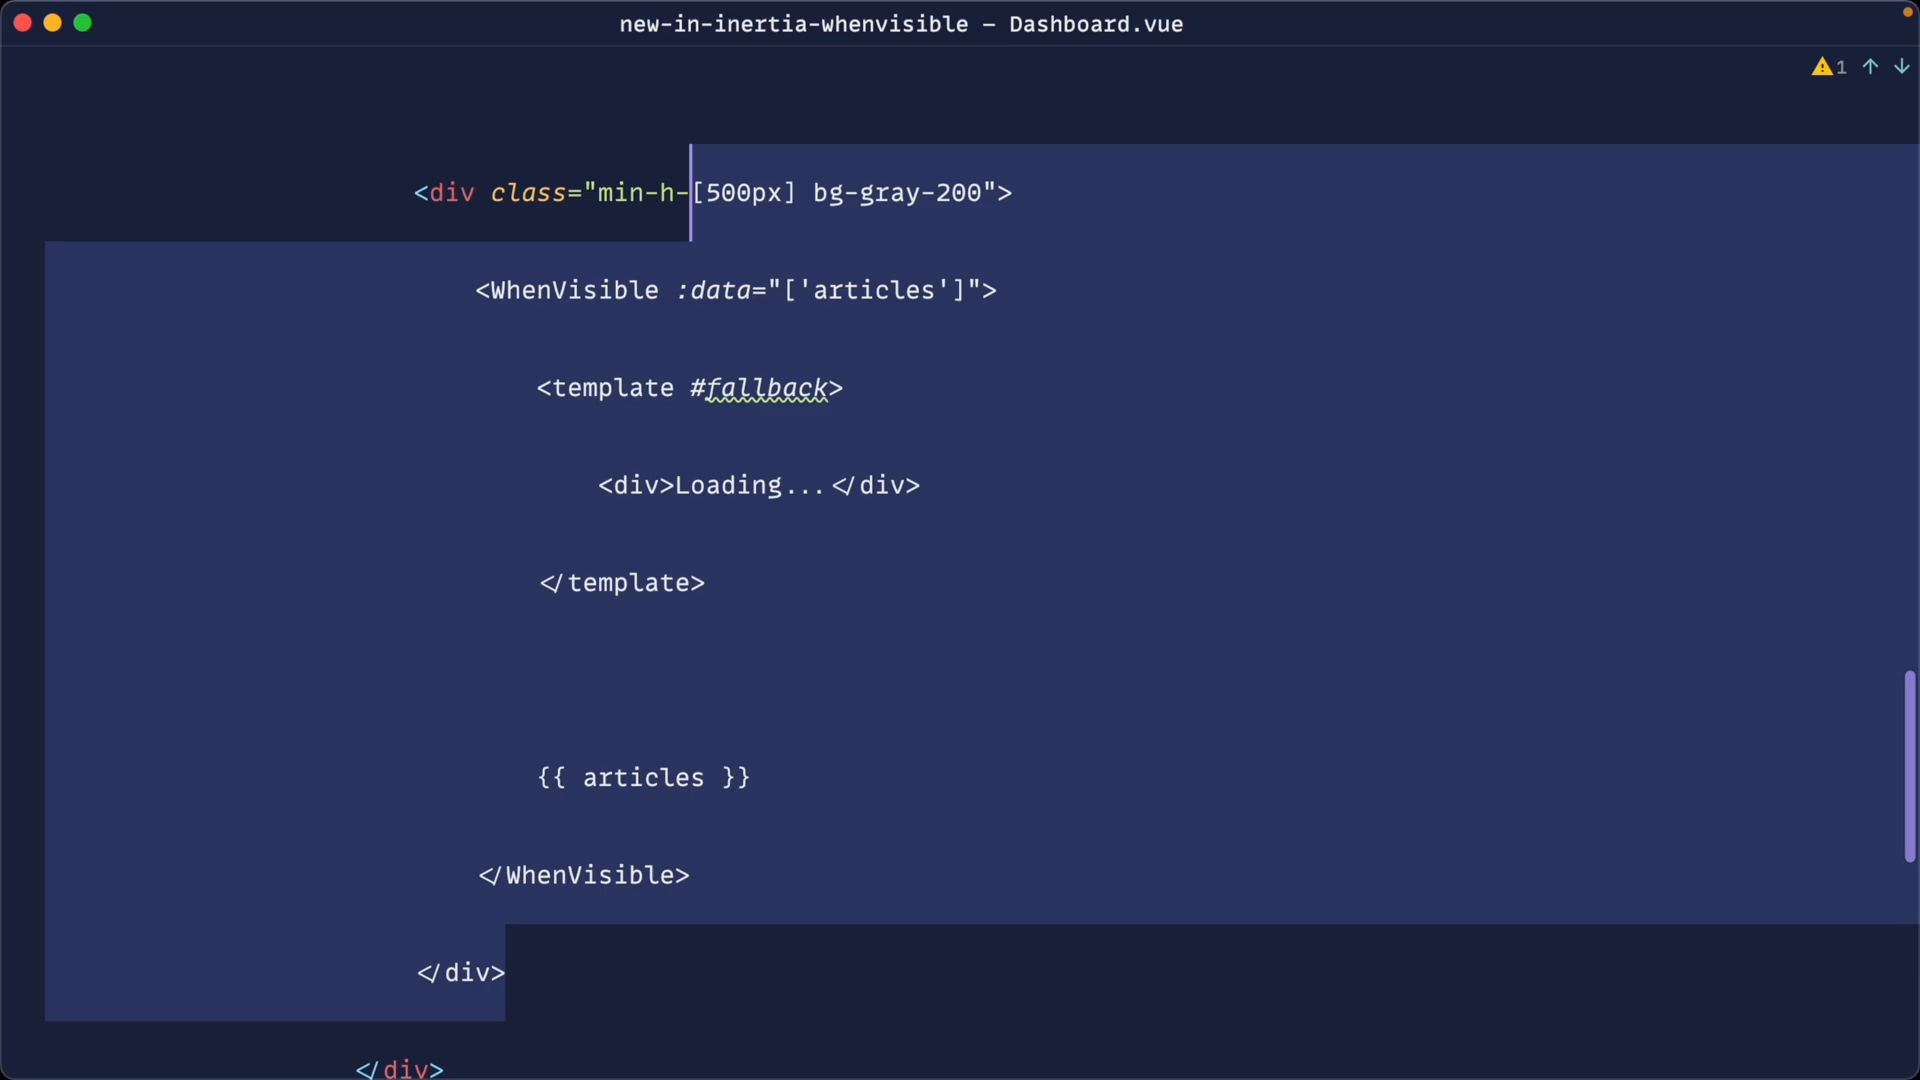 new-in-inertia-whenvisible – Dashboard.vue
1
<div class="min-h-[500px] bg-gray-200">
<WhenVisible :data="['articles']">
<template #fallback>
<div>Loading...</div>
</template>
{{ articles }}
</WhenVisible>
</div>
</div>